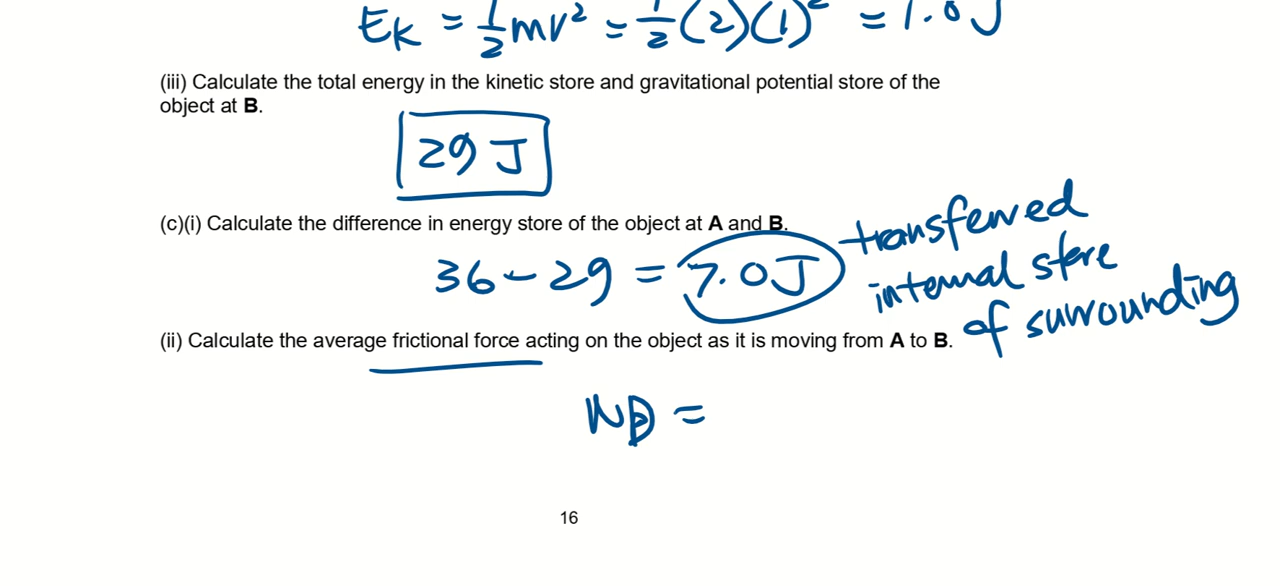 EK = 1/2 mv² = 1/2 (2)(1)² = 1.0 J
(iii) Calculate the total energy in the kinetic store and gravitational potential store of the
object at B.
29 J
(c)(i) Calculate the difference in energy store of the object at A and B.
36 - 29 = 7.0 J
transferred
internal store
of surrounding
(ii) Calculate the average frictional force acting on the object as it is moving from A to B.
WD =
16